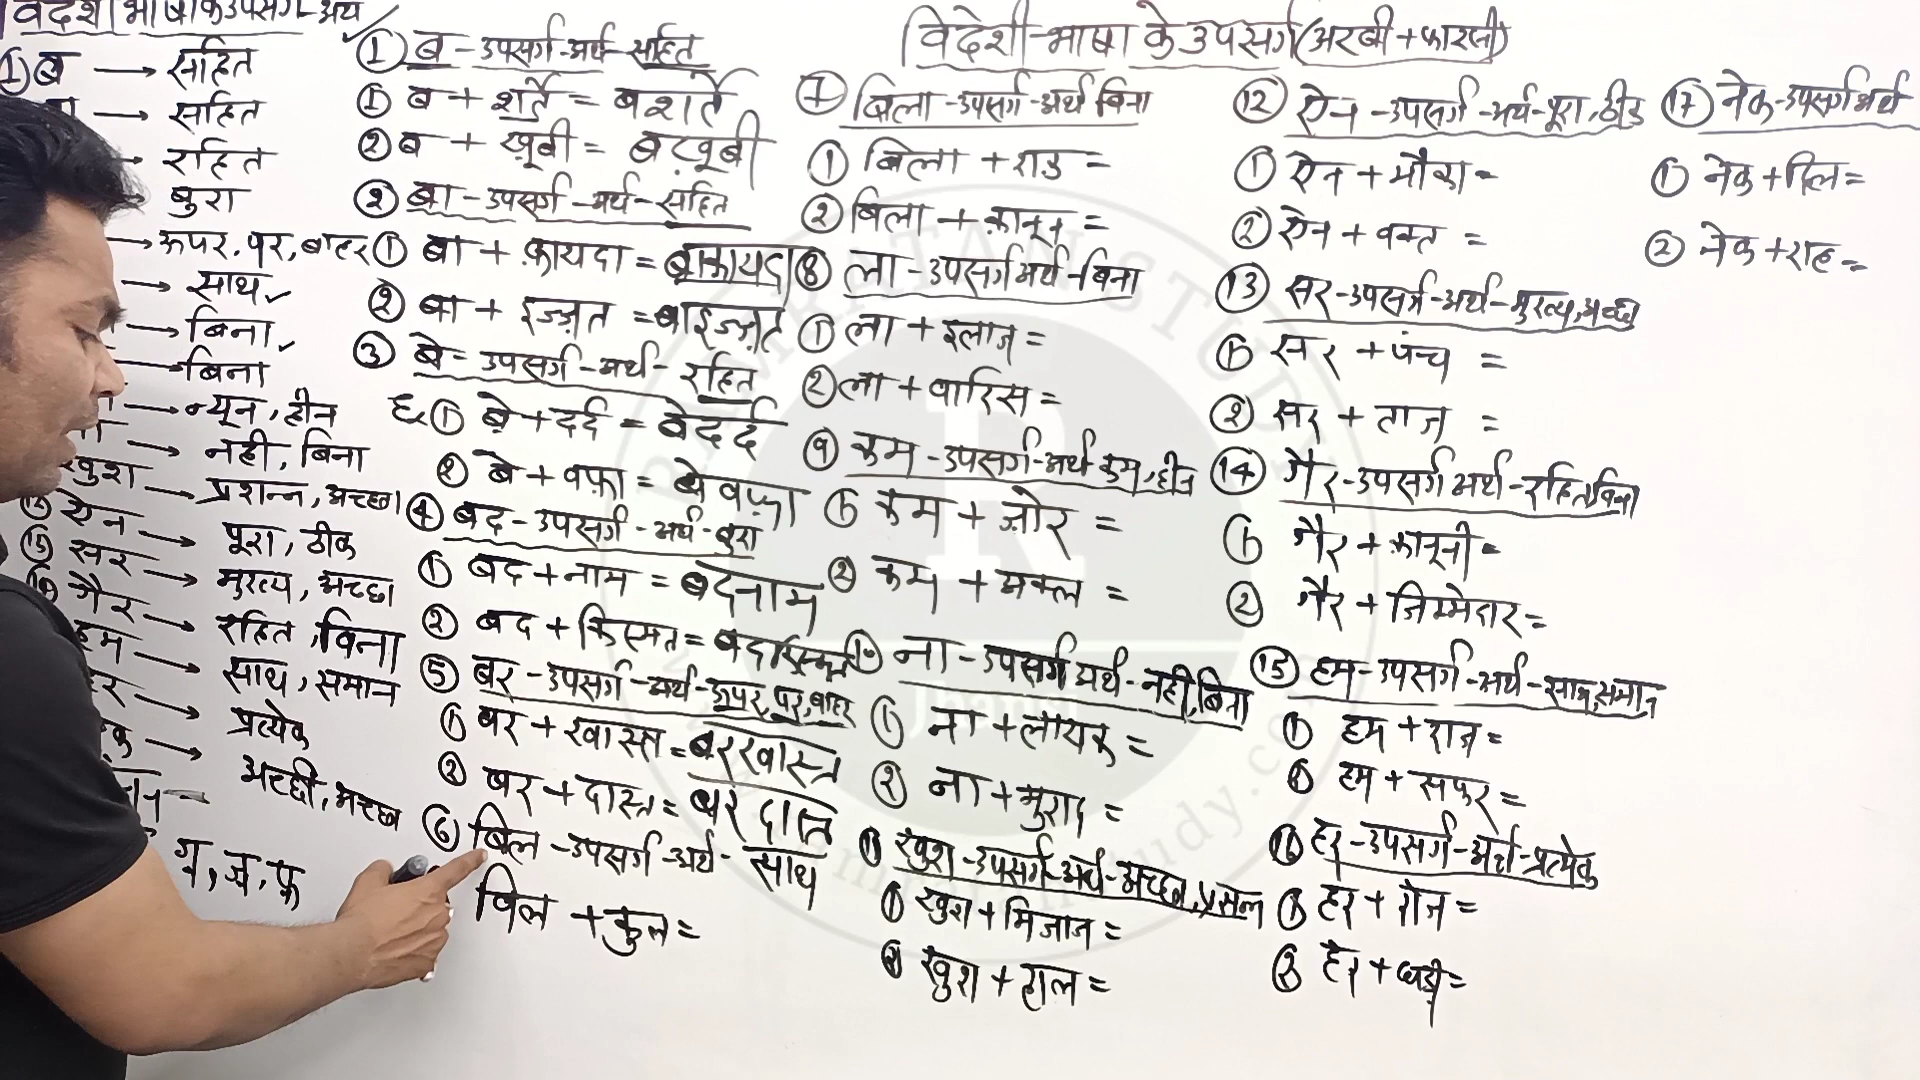 विदेशी भाषा के उपसर्ग-अर्थ
① ब → सहित
→ सहित
→ रहित
बुरा
→ ऊपर, पर, बाहर
→ साथ ✓
→ बिना ✓
→ बिना
→ न्यून, हीन
→ नही, बिना
खुश → प्रशन्न, अच्छा
ऐन → पूरा, ठीक
सर → मुख्य, अच्छा
गैर → रहित, बिना
हम → साथ, समान
→ प्रत्येक
→ अच्छी, अच्छा
ग़, ज़, फ़
① ब - उपसर्ग - अर्थ - सहित
① ब + शर्ते = बशर्ते
② ब + ख़ूबी = बख़ूबी
② बा - उपसर्ग - अर्थ - सहित
① बा + क़ायदा = बाक़ायदा
② बा + इज्ज़त = बाइज्ज़त
③ बे - उपसर्ग - अर्थ - रहित
① बे + दर्द = बेदर्द
② बे + वफ़ा = बेवफ़ा
④ बद - उपसर्ग - अर्थ - बुरा
① बद + नाम = बदनाम
② बद + किस्मत = बदकिस्मत
⑤ बर - उपसर्ग - अर्थ - ऊपर, पर, बाहर
① बर + खास्त = बरखास्त
② बर + दास्त = बरदास्त
⑥ बिल - उपसर्ग - अर्थ - साथ
बिल + कुल =
विदेशी-भाषा के उपसर्ग (अरबी + फारसी)
⑦ बिला - उपसर्ग - अर्थ बिना
① बिला + शक =
② बिला + क़ानून =
⑧ ला - उपसर्ग अर्थ - बिना
① ला + इलाज =
② ला + वारिस =
⑨ कम - उपसर्ग - अर्थ कम, हीन
① कम + ज़ोर =
② कम + अक्ल =
⑩ ना - उपसर्ग अर्थ - नही, बिना
① ना + लायक =
② ना + मुराद =
⑪ खुश - उपसर्ग - अर्थ - अच्छा, प्रसन्न
① खुश + मिजाज =
② खुश + हाल =
⑫ ऐन - उपसर्ग - अर्थ - पूरा, ठीक
① ऐन + मौका =
② ऐन + वक्त =
⑬ सर - उपसर्ग - अर्थ - मुख्य, अच्छा
① सर + पंच =
② सर + ताज =
⑭ गैर - उपसर्ग अर्थ - रहित, बिना
① गैर + क़ानूनी =
② गैर + जिम्मेदार =
⑮ हम - उपसर्ग - अर्थ - साथ, समान
① हम + राज =
② हम + सफर =
⑯ हर - उपसर्ग - अर्थ - प्रत्येक
① हर + रोज =
② हर + घड़ी =
⑰ नेक - उपसर्ग अर्थ
① नेक + दिल =
② नेक + राह =